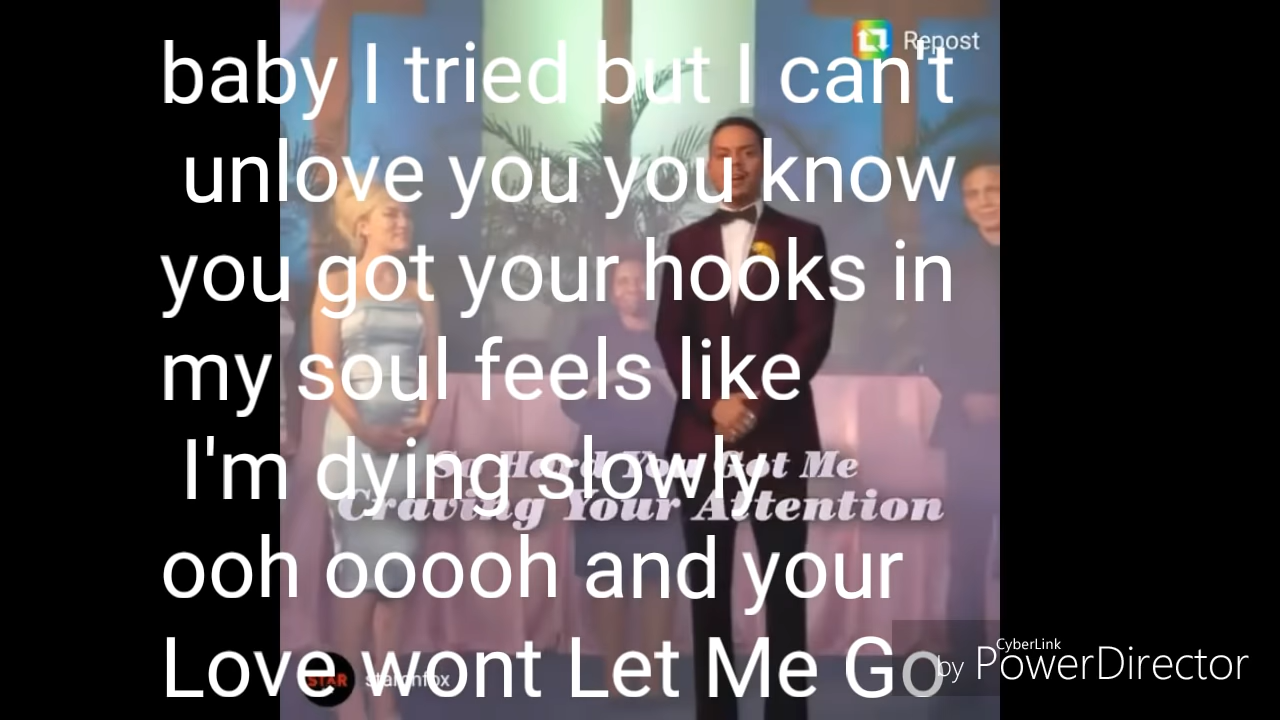 Repost
baby I tried but I can't
unlove you you know
you got your hooks in
my soul feels like
I'm dying slowly
So Hard You Got Me
Craving Your Attention
ooh ooooh and your
Love wont Let Me Go
STAR staronfox
CyberLink
by PowerDirector